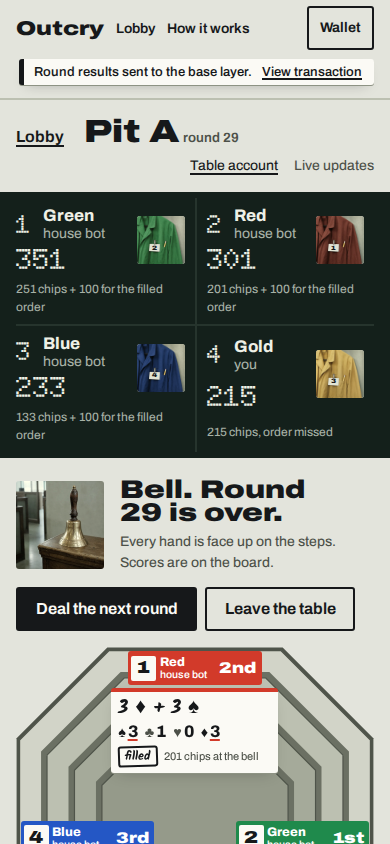 Outcry Lobby How it works Wallet
Round results sent to the base layer. View transaction
Lobby Pit A round 29
Table account Live updates
1 Green
house bot
351
251 chips + 100 for the filled
order
2 Red
house bot
301
201 chips + 100 for the filled
order
3 Blue
house bot
233
133 chips + 100 for the filled
order
4 Gold
you
215
215 chips, order missed
Bell. Round
29 is over.
Every hand is face up on the steps.
Scores are on the board.
Deal the next round Leave the table
1 Red
house bot 2nd
3 ♦ + 3 ♠
♠3 ♣1 ♥0 ♦3
filled 201 chips at the bell
4 Blue
house bot 3rd
2 Green
house bot 1st